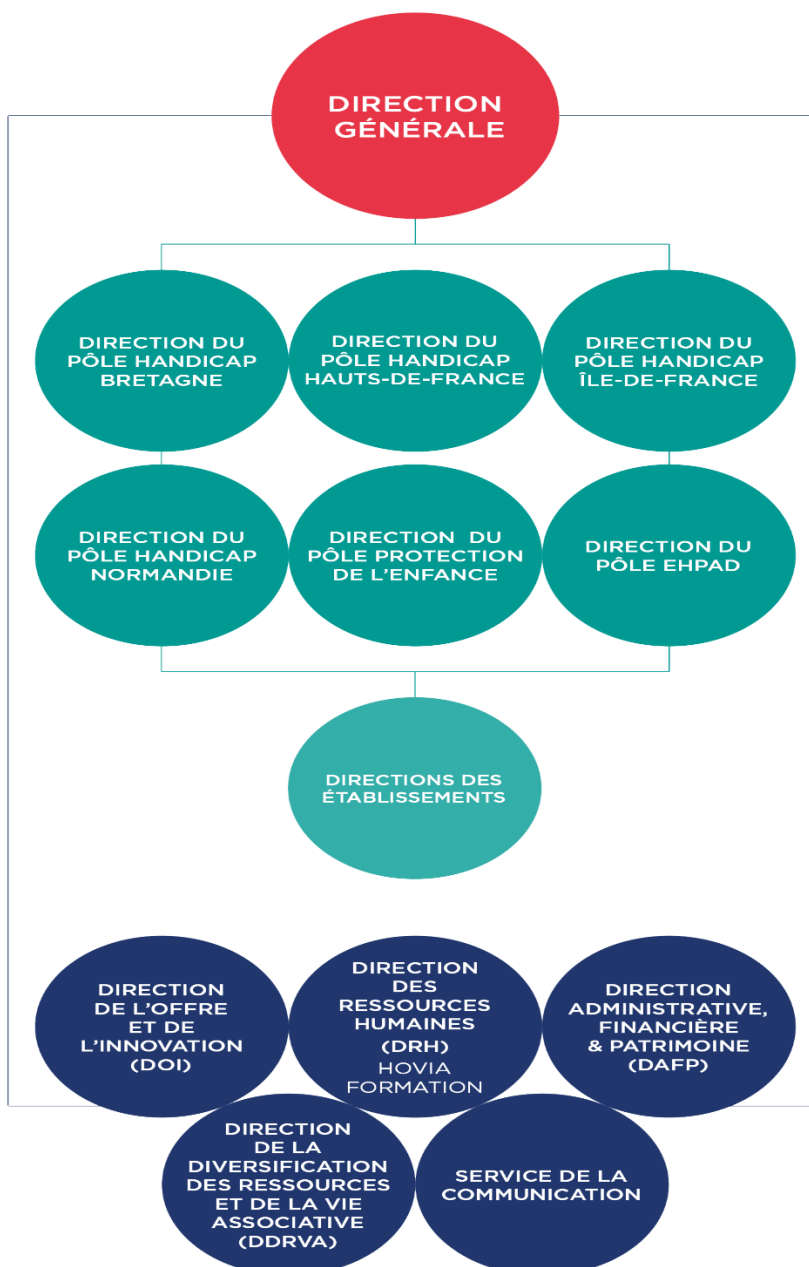 DIRECTION
GÉNÉRALE
DIRECTION DU
PÔLE HANDICAP
BRETAGNE
DIRECTION DU
PÔLE HANDICAP
HAUTS-DE-FRANCE
DIRECTION DU
PÔLE HANDICAP
ÎLE-DE-FRANCE
DIRECTION DU
PÔLE HANDICAP
NORMANDIE
DIRECTION DU
PÔLE PROTECTION
DE L’ENFANCE
DIRECTION DU
PÔLE EHPAD
DIRECTIONS DES
ÉTABLISSEMENTS
DIRECTION
DE L’OFFRE
ET DE
L’INNOVATION
(DOI)
DIRECTION
DES
RESSOURCES
HUMAINES
(DRH)
HOVIA
FORMATION
DIRECTION
ADMINISTRATIVE,
FINANCIÈRE
& PATRIMOINE
(DAFP)
DIRECTION
DE LA
DIVERSIFICATION
DES RESSOURCES
ET DE LA VIE
ASSOCIATIVE
(DDRVA)
SERVICE DE LA
COMMUNICATION